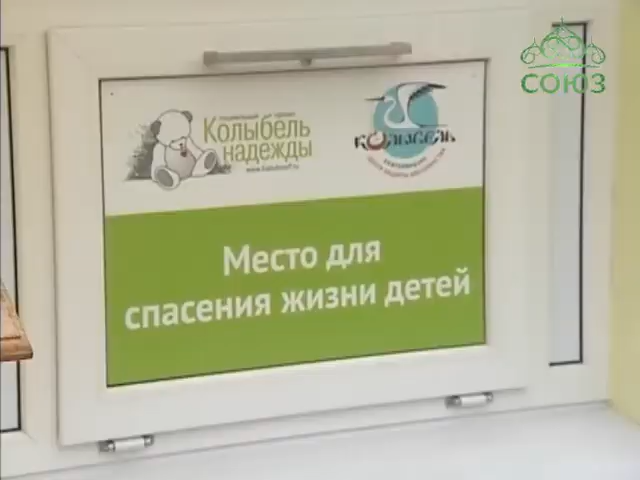 СОЮЗ
Колыбель
надежды
КОЛЫБЕЛЬ
Место для
спасения жизни детей